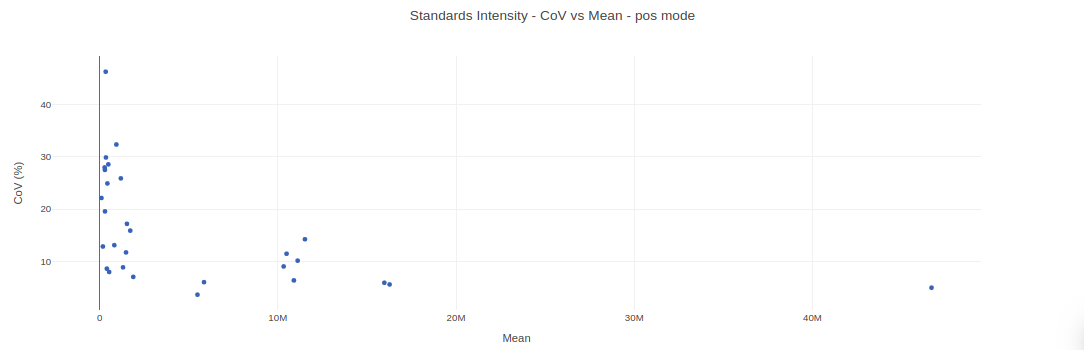 Standards Intensity - CoV vs Mean - pos mode
CoV (%)
40
30
20
10
0 10M 20M 30M 40M
Mean